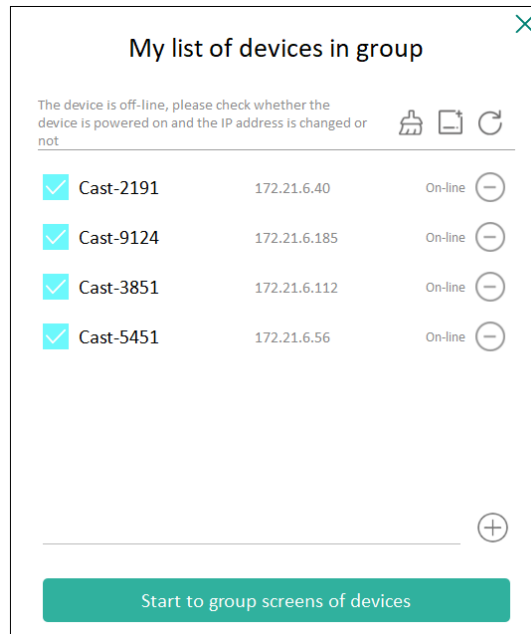 My list of devices in group
The device is off-line, please check whether the
device is powered on and the IP address is changed or
not
Cast-2191 172.21.6.40 On-line
Cast-9124 172.21.6.185 On-line
Cast-3851 172.21.6.112 On-line
Cast-5451 172.21.6.56 On-line
Start to group screens of devices